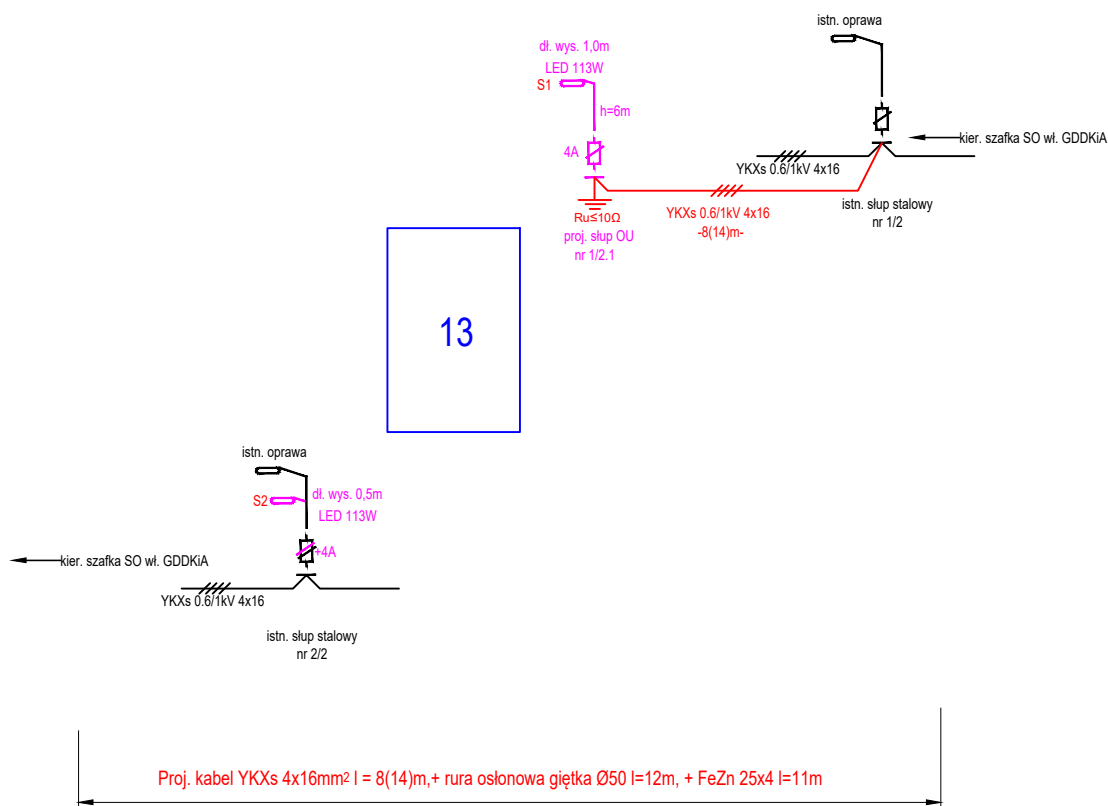 istn. oprawa
dł. wys. 1,0m
LED 113W
S1
h=6m
4A
kier. szafka SO wł. GDDKiA
YKXs 0.6/1kV 4x16
istn. słup stalowy
nr 1/2
YKXs 0.6/1kV 4x16
-8(14)m-
Ru≤10Ω
proj. słup OU
nr 1/2.1
13
istn. oprawa
S2
dł. wys. 0,5m
LED 113W
+4A
kier. szafka SO wł. GDDKiA
YKXs 0.6/1kV 4x16
istn. słup stalowy
nr 2/2
Proj. kabel YKXs 4x16mm² l = 8(14)m,+ rura osłonowa giętka Ø50 l=12m, + FeZn 25x4 l=11m